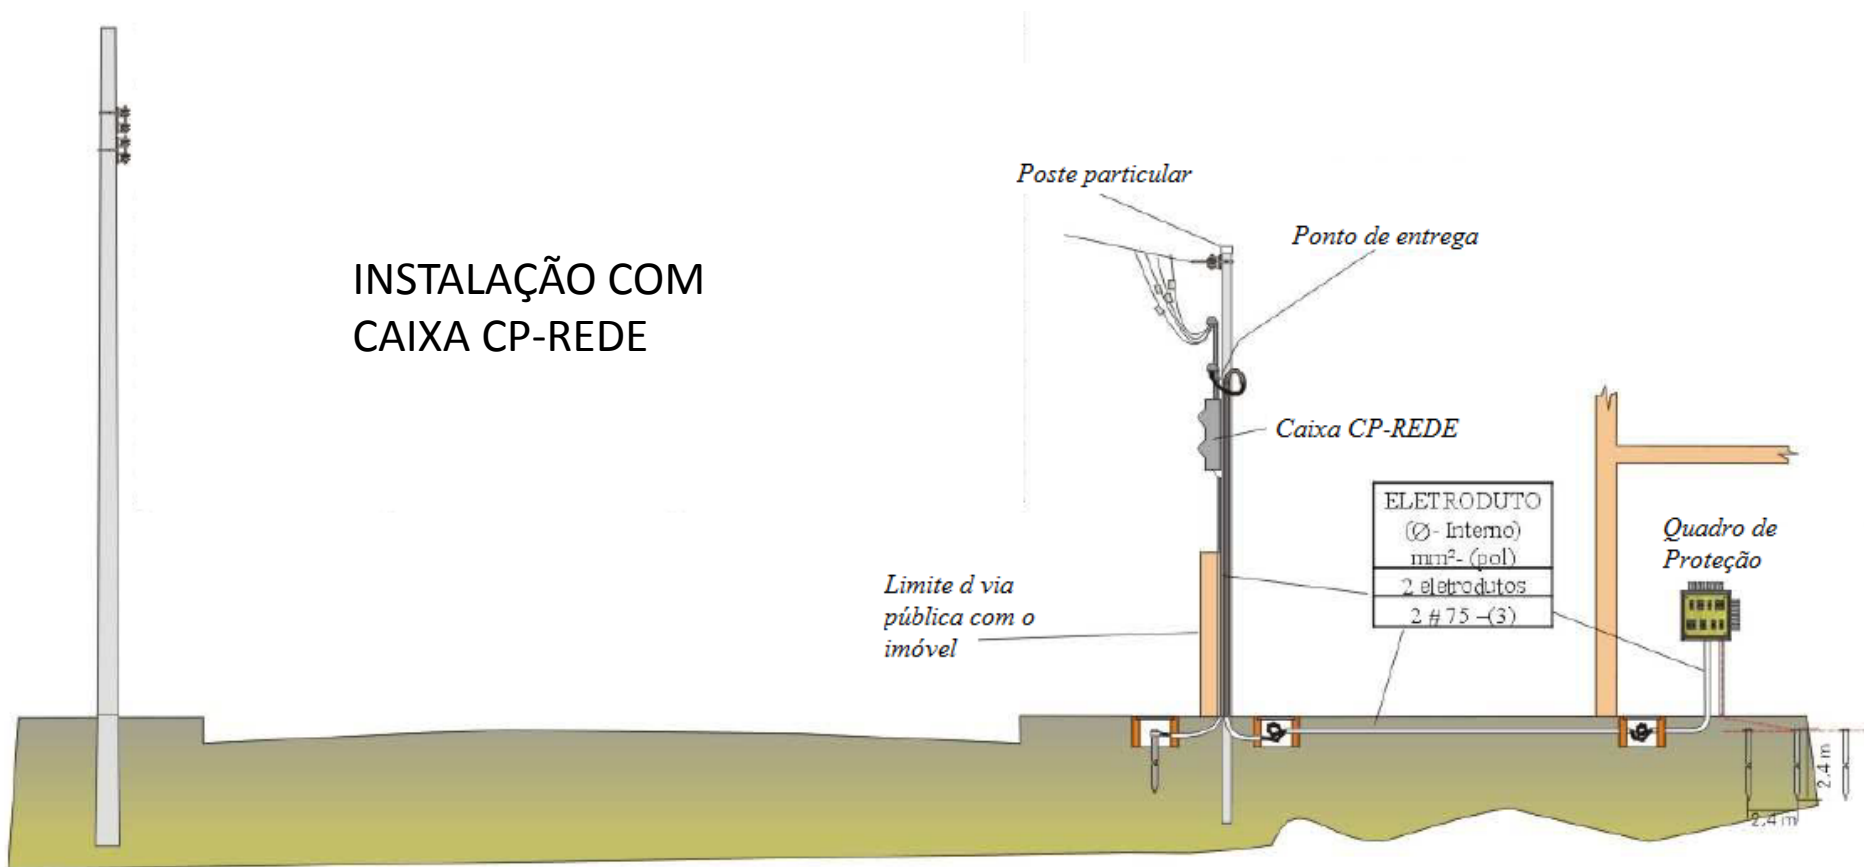 INSTALAÇÃO COM
CAIXA CP-REDE
Poste particular
Ponto de entrega
Caixa CP-REDE
ELETRODUTO
(Ø- Interno)
mm²- (pol)
2 eletrodutos
2 # 75 –(3)
Quadro de
Proteção
Limite d via
pública com o
imóvel
2.4 m
2.4 m